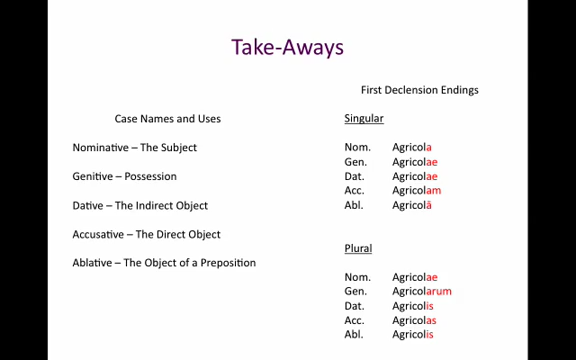 Take-Aways
Case Names and Uses
Nominative – The Subject
Genitive – Possession
Dative – The Indirect Object
Accusative – The Direct Object
Ablative – The Object of a Preposition
First Declension Endings
Singular
Nom. Agricola
Gen. Agricolae
Dat. Agricolae
Acc. Agricolam
Abl. Agricolā
Plural
Nom. Agricolae
Gen. Agricolarum
Dat. Agricolis
Acc. Agricolas
Abl. Agricolis